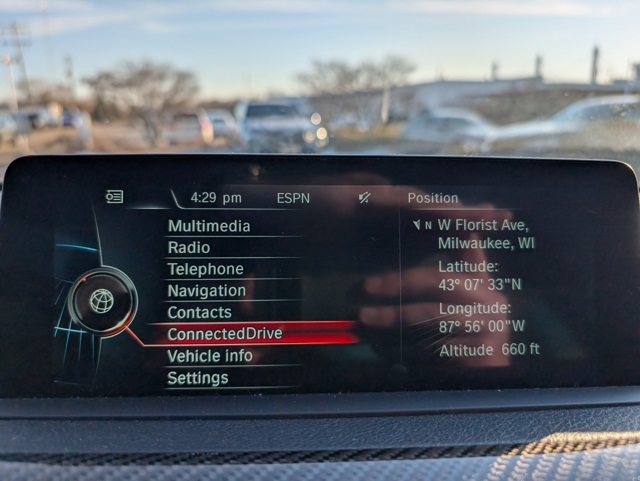 4:29 pm ESPN Position
Multimedia
Radio
Telephone
Navigation
Contacts
ConnectedDrive
Vehicle info
Settings
N W Florist Ave,
Milwaukee, WI
Latitude:
43° 07' 33"N
Longitude:
87° 56' 00"W
Altitude 660 ft